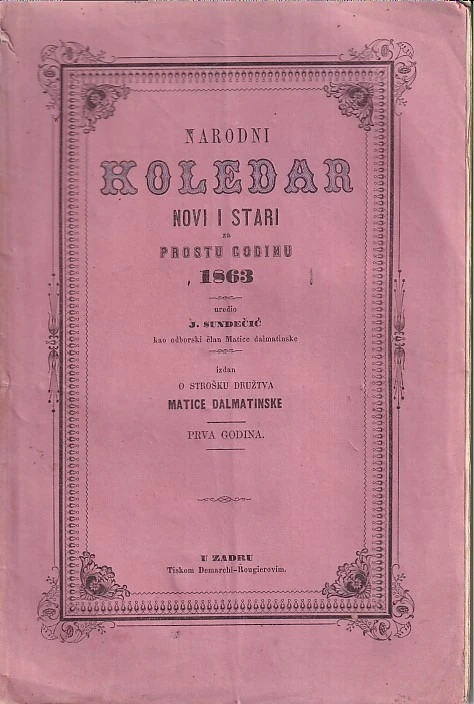 NARODNI
KOLEDAR
NOVI I STARI
za
PROSTU GODINU
1863
uredio
J. SUNDEČIĆ
kao odborski član Matice dalmatinske
izdan
O STROŠKU DRUŽTVA
MATICE DALMATINSKE
PRVA GODINA.
U ZADRU
Tiskom Demarchi-Rougierovim.